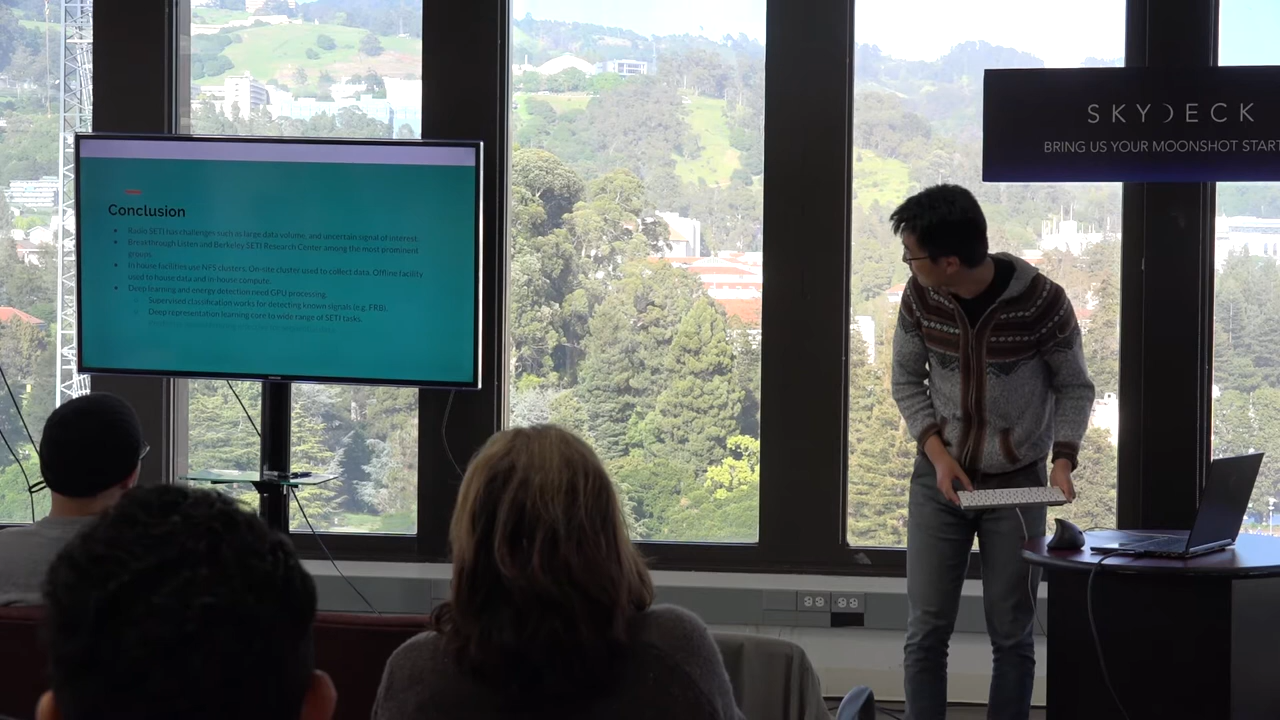 SKYDECK
BRING US YOUR MOONSHOT START
Conclusion
Radio SETI has challenges such as large data volume, and uncertain signal of interest.
Breakthrough Listen and Berkeley SETI Research Center among the most prominent
groups.
In house facilities use NFS clusters. On-site cluster used to collect data. Offline facility
used to house data and in-house compute.
Deep learning and energy detection need GPU processing.
Supervised classification works for detecting known signals (e.g. FRB).
Deep representation learning core to wide range of SETI tasks.